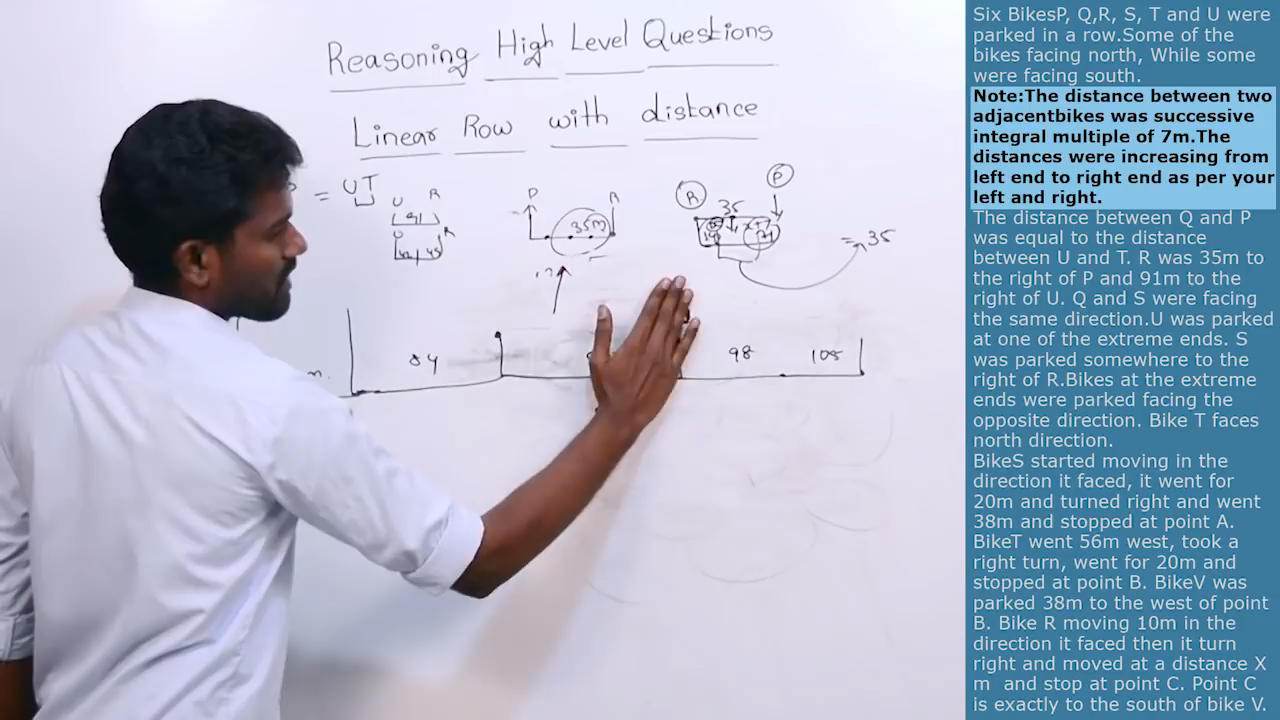 Reasoning High Level Questions
Linear Row with distance
= UT
U R
91
U R
42 49
P R
35m
R P
35
= 35
84
98 105
m.
Six BikesP, Q,R, S, T and U were
parked in a row.Some of the
bikes facing north, While some
were facing south.
Note:The distance between two
adjacentbikes was successive
integral multiple of 7m.The
distances were increasing from
left end to right end as per your
left and right.
The distance between Q and P
was equal to the distance
between U and T. R was 35m to
the right of P and 91m to the
right of U. Q and S were facing
the same direction.U was parked
at one of the extreme ends. S
was parked somewhere to the
right of R.Bikes at the extreme
ends were parked facing the
opposite direction. Bike T faces
north direction.
BikeS started moving in the
direction it faced, it went for
20m and turned right and went
38m and stopped at point A.
BikeT went 56m west, took a
right turn, went for 20m and
stopped at point B. BikeV was
parked 38m to the west of point
B. Bike R moving 10m in the
direction it faced then it turn
right and moved at a distance X
m and stop at point C. Point C
is exactly to the south of bike V.